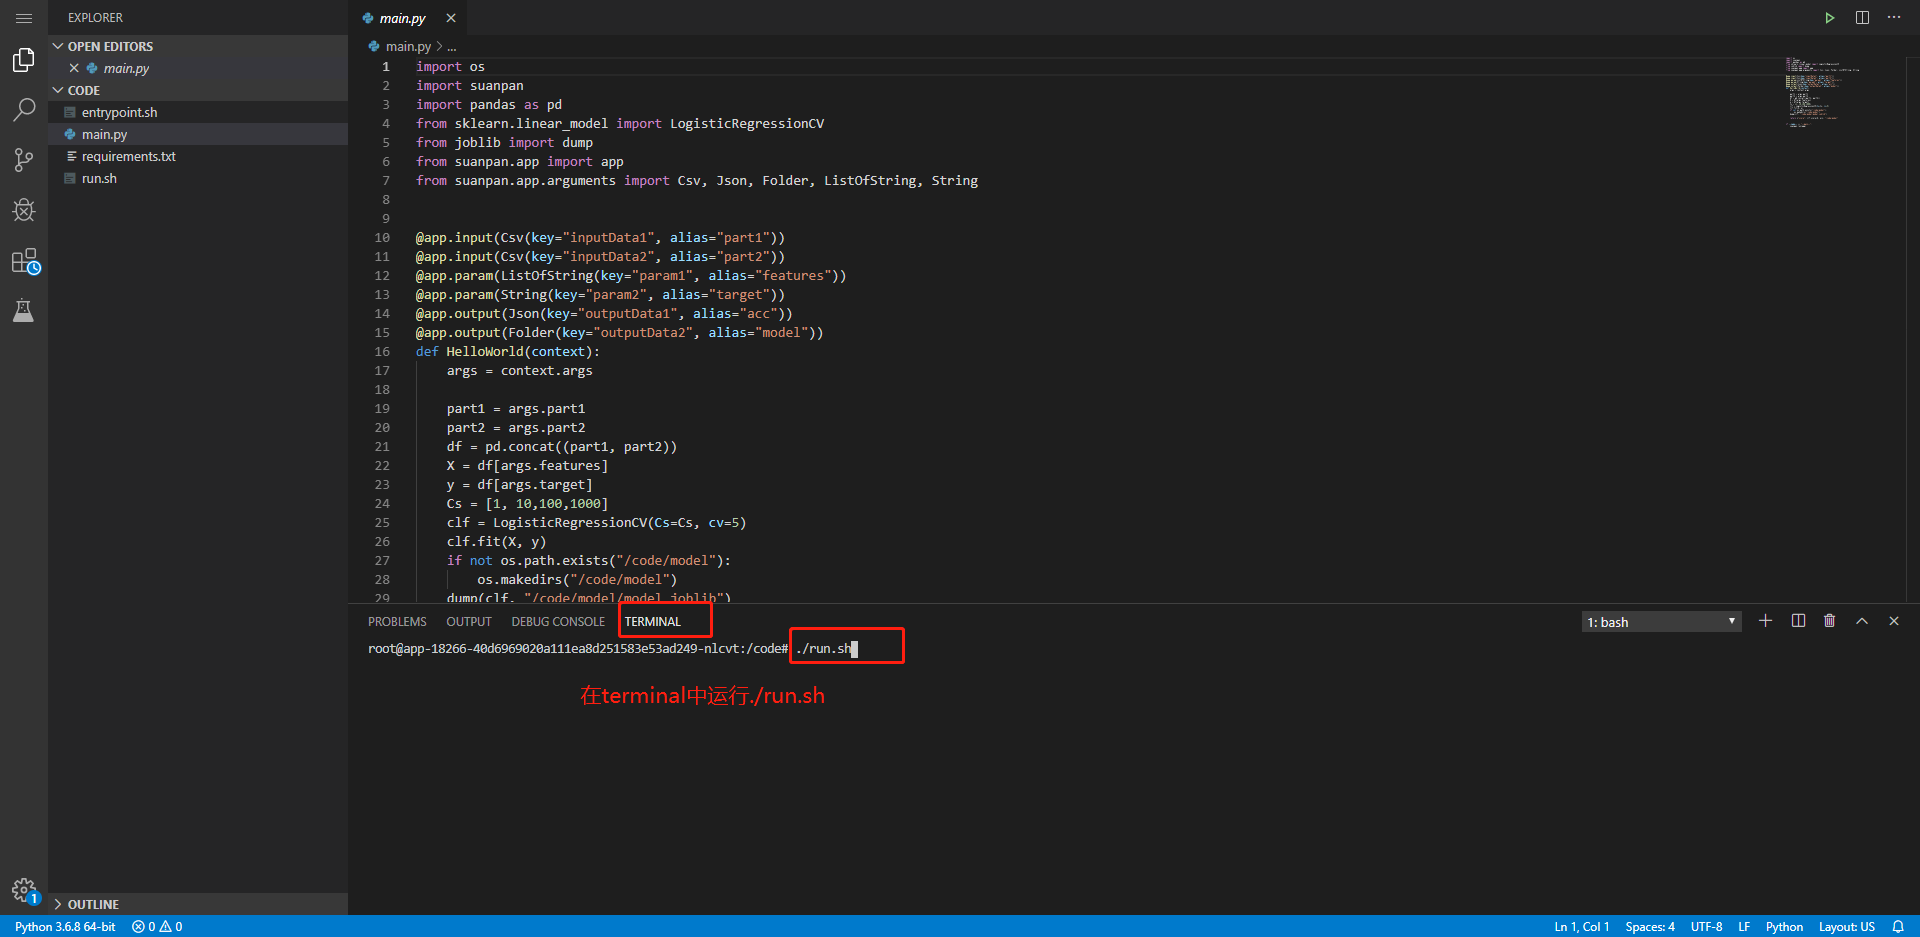 EXPLORER
OPEN EDITORS
main.py
CODE
entrypoint.sh
main.py
requirements.txt
run.sh
OUTLINE
main.py
main.py > ...
1 import os
2 import suanpan
3 import pandas as pd
4 from sklearn.linear_model import LogisticRegressionCV
5 from joblib import dump
6 from suanpan.app import app
7 from suanpan.app.arguments import Csv, Json, Folder, ListOfString, String
8
9
10 @app.input(Csv(key="inputData1", alias="part1"))
11 @app.input(Csv(key="inputData2", alias="part2"))
12 @app.param(ListOfString(key="param1", alias="features"))
13 @app.param(String(key="param2", alias="target"))
14 @app.output(Json(key="outputData1", alias="acc"))
15 @app.output(Folder(key="outputData2", alias="model"))
16 def HelloWorld(context):
17     args = context.args
18
19     part1 = args.part1
20     part2 = args.part2
21     df = pd.concat((part1, part2))
22     X = df[args.features]
23     y = df[args.target]
24     Cs = [1, 10,100,1000]
25     clf = LogisticRegressionCV(Cs=Cs, cv=5)
26     clf.fit(X, y)
27     if not os.path.exists("/code/model"):
28         os.makedirs("/code/model")
29     dump(clf, "/code/model/model.joblib")
PROBLEMS OUTPUT DEBUG CONSOLE TERMINAL 1: bash
root@app-18266-40d6969020a111ea8d251583e53ad249-nlcvt:/code# ./run.sh
在terminal中运行./run.sh
1
Python 3.6.8 64-bit 0 0 Ln 1, Col 1 Spaces: 4 UTF-8 LF Python Layout: US